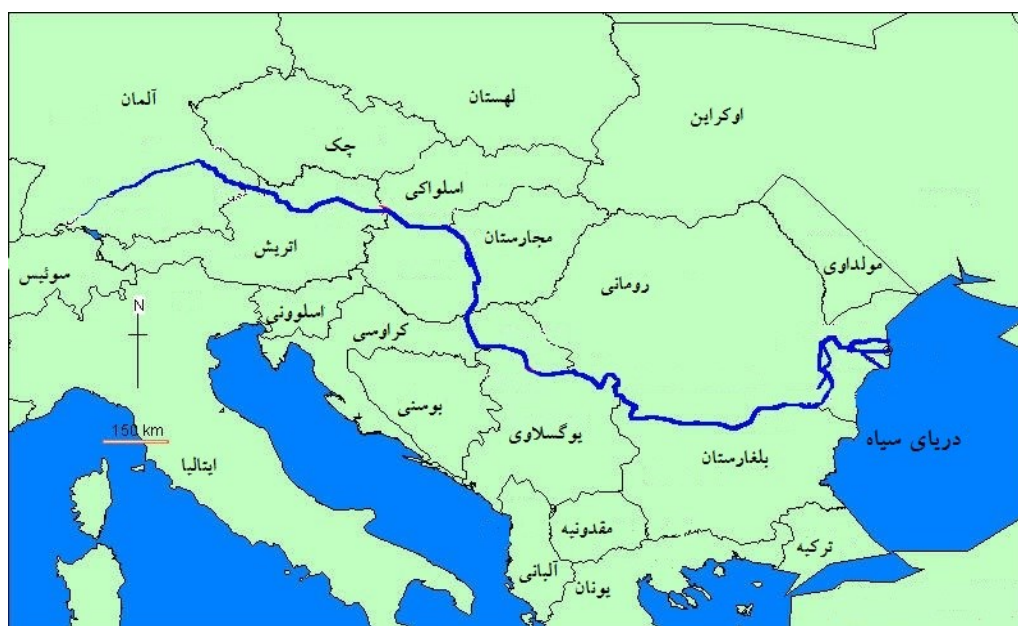 آلمان
لهستان
اوکراین
چک
اسلواکی
اتریش
مجارستان
مولداوی
سوئیس
رومانی
N
اسلوونی
کراوسی
بوسنی
یوگسلاوی
150 km
ایتالیا
بلغارستان
دریای سیاه
مقدونیه
ترکیه
آلبانی
یونان